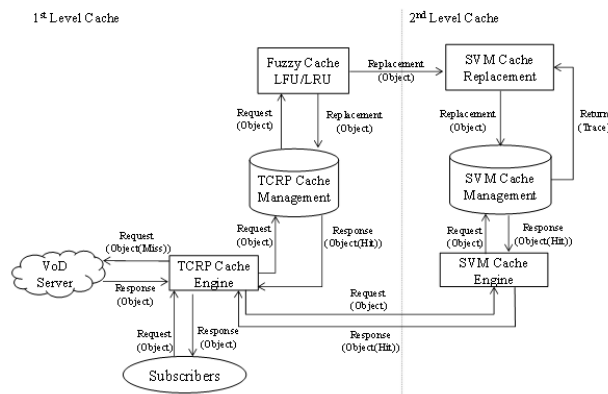 1st Level Cache
2nd Level Cache
Fuzzy Cache
LFU/LRU
Replacement
(Object)
SVM Cache
Replacement
Request
(Object)
Replacement
(Object)
Replacement
(Object)
Return
(Trace)
TCRP Cache
Management
SVM Cache
Management
Request
(Object(Miss))
Request
(Object)
Response
(Object(Hit))
Request
(Object)
Response
(Object(Hit))
VoD
Server
TCRP Cache
Engine
SVM Cache
Engine
Response
(Object)
Request
(Object)
Request
(Object)
Response
(Object)
Response
(Object(Hit))
Subscribers